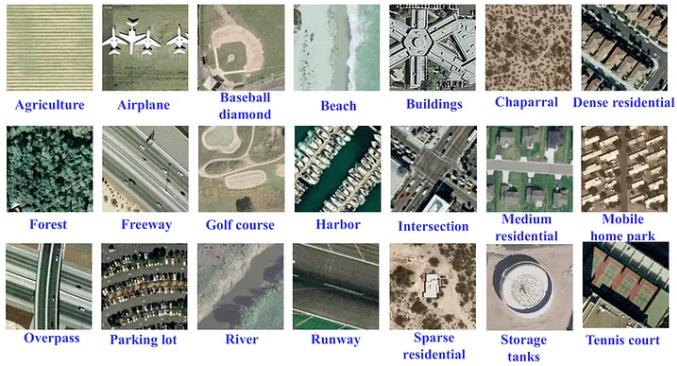 Agriculture
Airplane
Baseball
diamond
Beach
Buildings
Chaparral
Dense residential
Forest
Freeway
Golf course
Harbor
Intersection
Medium
residential
Mobile
home park
Overpass
Parking lot
River
Runway
Sparse
residential
Storage
tanks
Tennis court